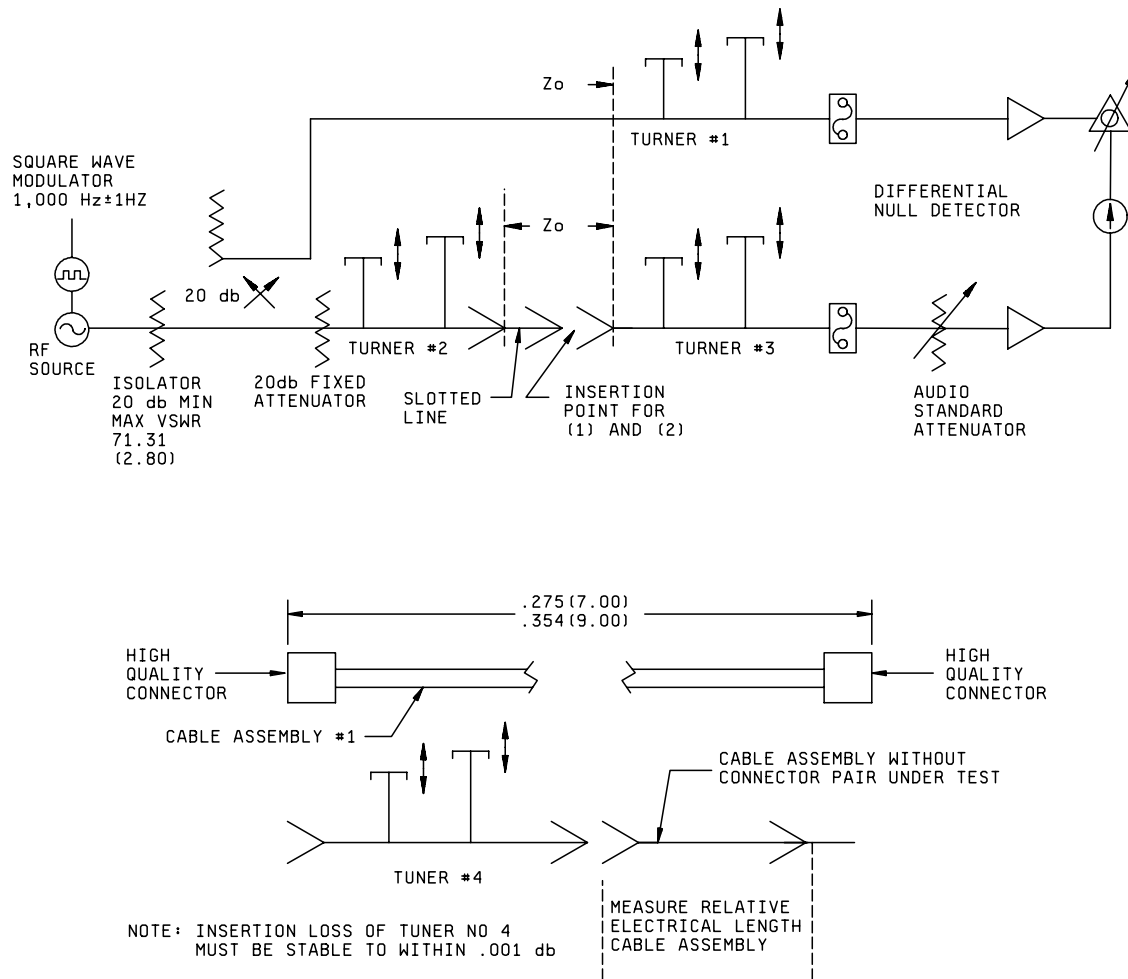 Zo
TURNER #1
SQUARE WAVE
MODULATOR
1,000 Hz±1HZ
DIFFERENTIAL
NULL DETECTOR
Zo
20 db
RF
SOURCE
TURNER #2
TURNER #3
ISOLATOR
20 db MIN
MAX VSWR
71.31
(2.80)
20db FIXED
ATTENUATOR
SLOTTED
LINE
INSERTION
POINT FOR
(1) AND (2)
AUDIO
STANDARD
ATTENUATOR
.275(7.00)
.354(9.00)
HIGH
QUALITY
CONNECTOR
HIGH
QUALITY
CONNECTOR
CABLE ASSEMBLY #1
CABLE ASSEMBLY WITHOUT
CONNECTOR PAIR UNDER TEST
TUNER #4
MEASURE RELATIVE
ELECTRICAL LENGTH
CABLE ASSEMBLY
NOTE: INSERTION LOSS OF TUNER NO 4
MUST BE STABLE TO WITHIN .001 db